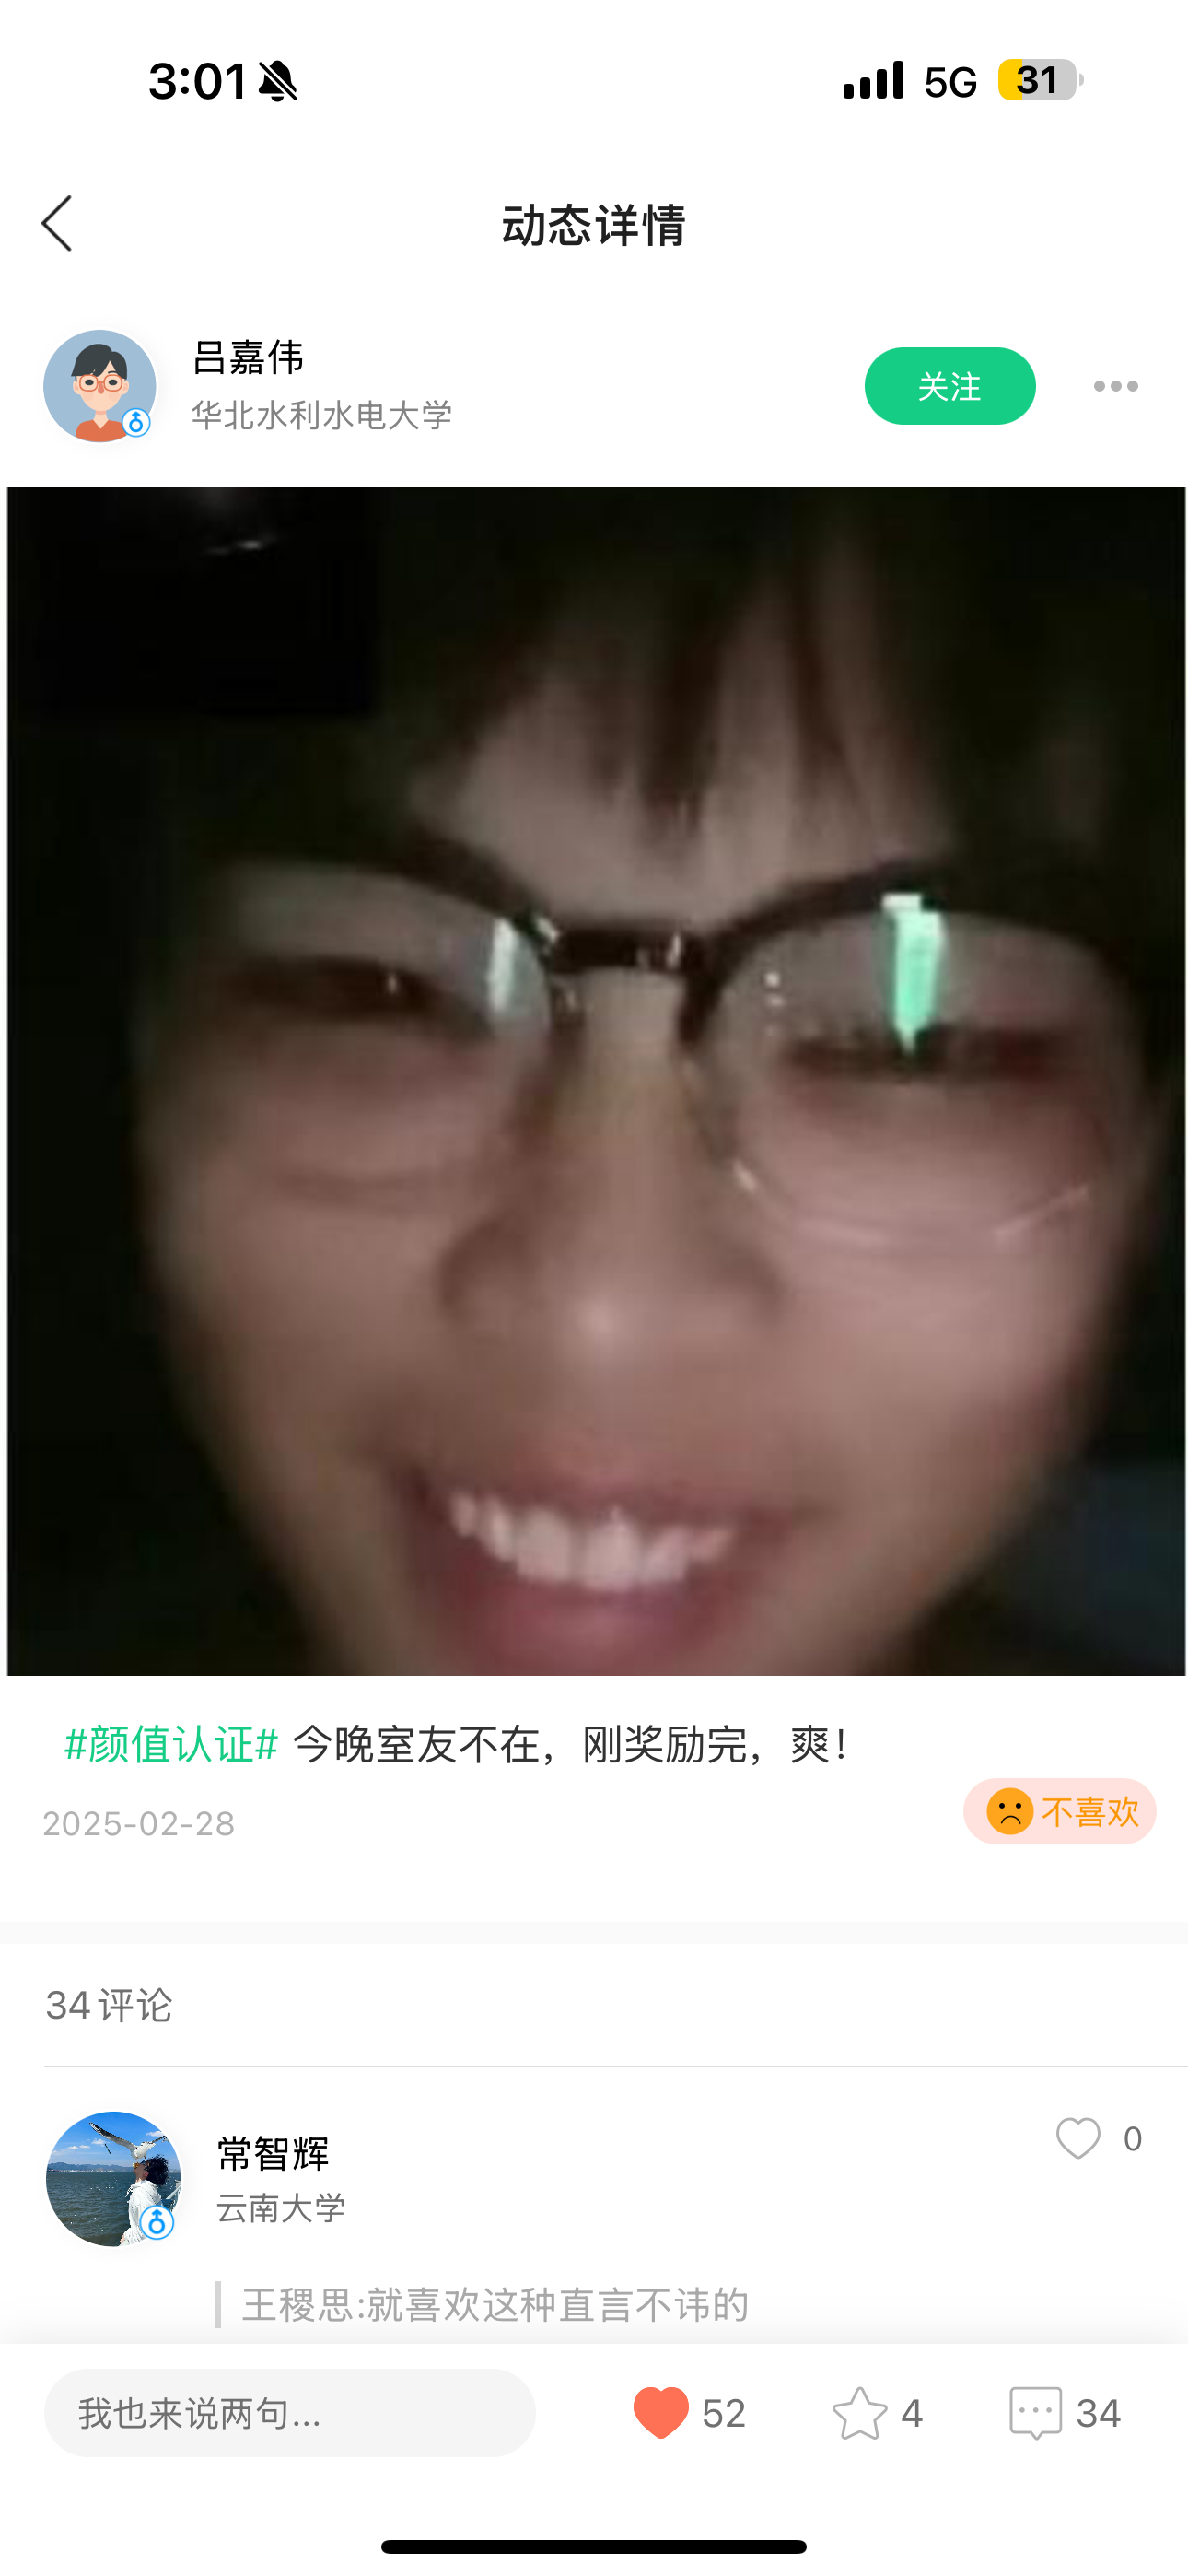 3:01
5G
31
动态详情
吕嘉伟
华北水利水电大学
关注
#颜值认证# 今晚室友不在，刚奖励完，爽！
2025-02-28
不喜欢
34评论
常智辉
0
云南大学
王稷思:就喜欢这种直言不讳的
我也来说两句...
52
4
34